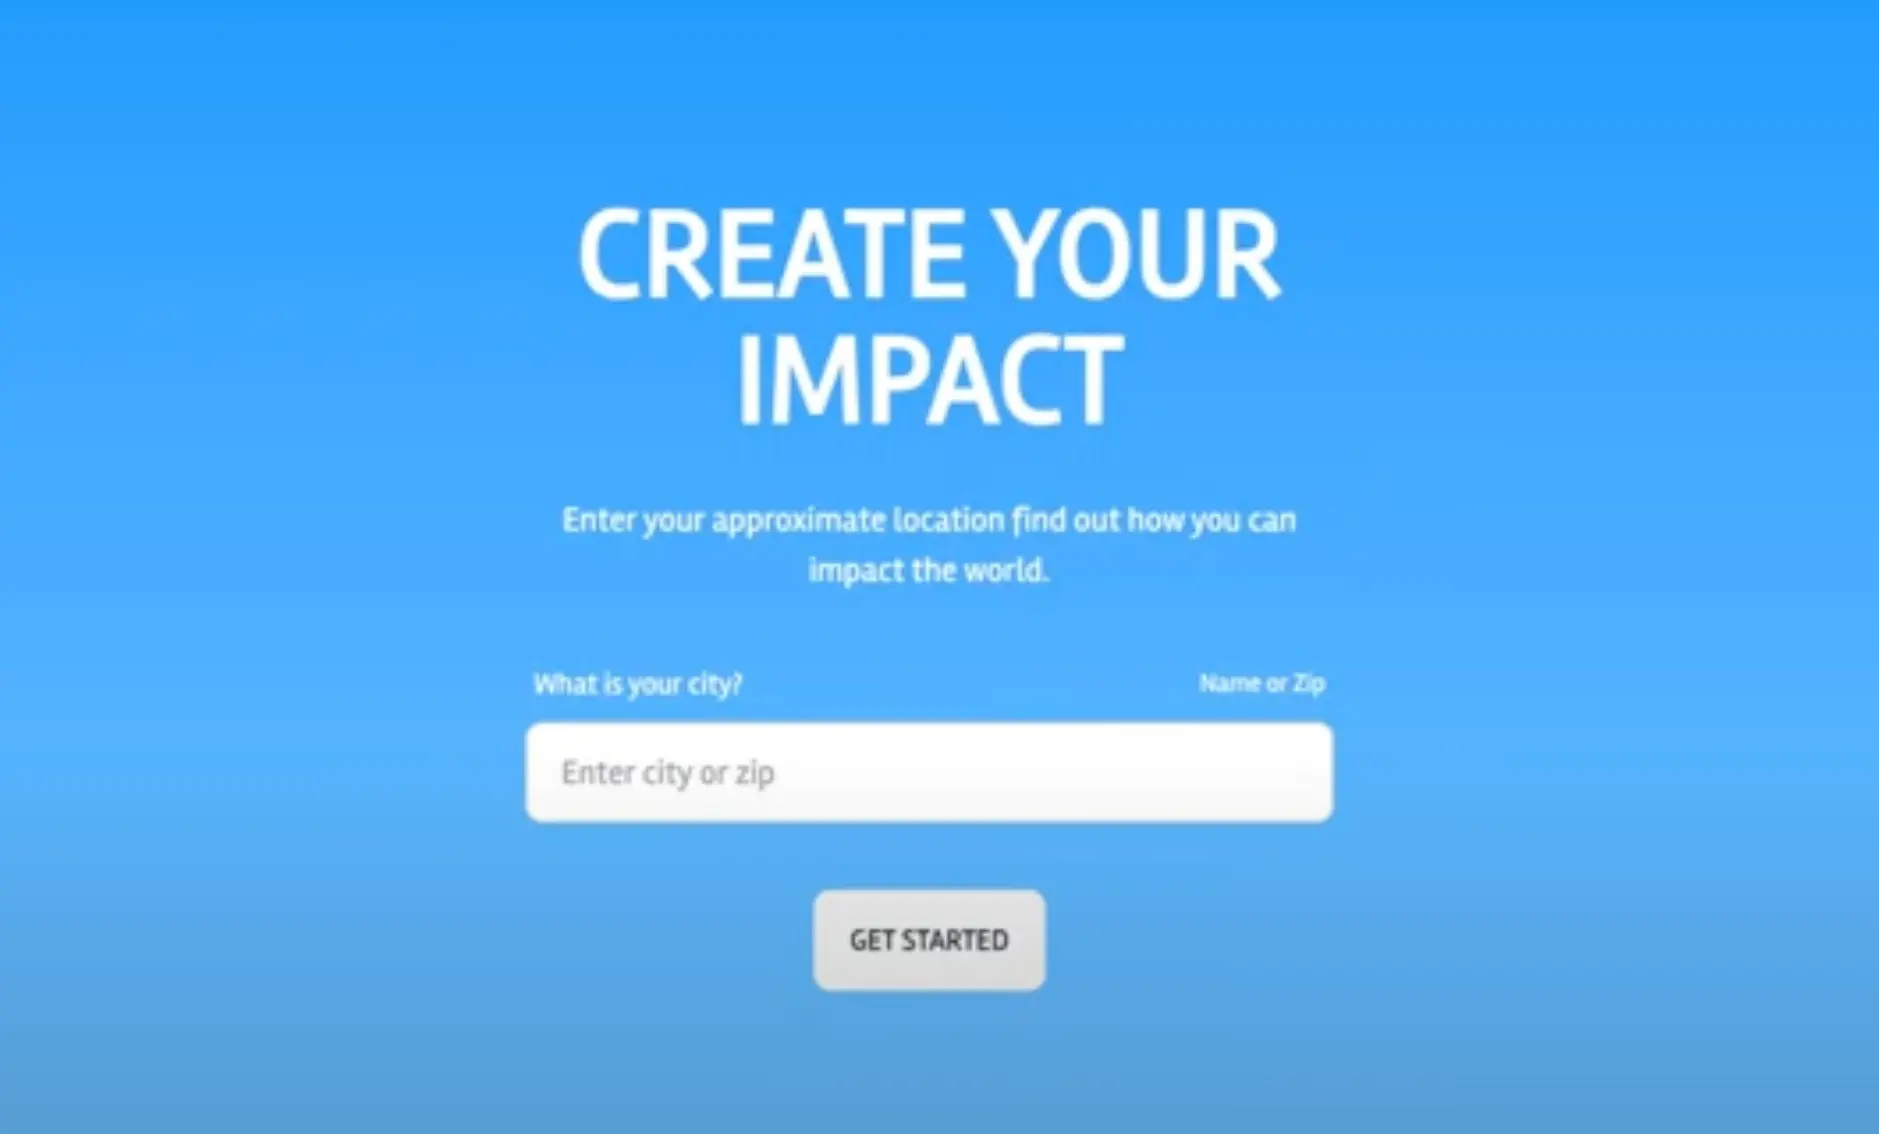 CREATE YOUR
IMPACT
Enter your approximate location find out how you can
impact the world.
What is your city?
Name or Zip
Enter city or zip
GET STARTED